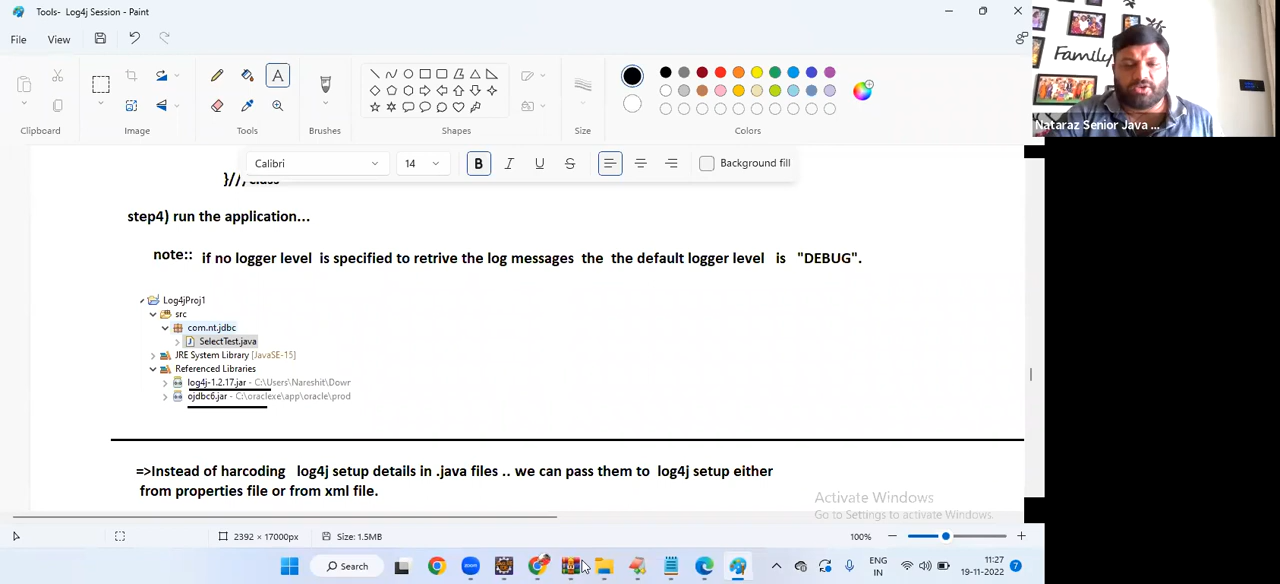 Tools- Log4j Session - Paint
File View
Clipboard
Image
Tools
Brushes
Shapes
Size
Colors
Family
Nataraz Senior Java ...
Calibri
14
B I U S
Background fill
}//class
step4) run the application...
note:: if no logger level is specified to retrive the log messages the the default logger level is "DEBUG".
Log4jProj1
src
com.nt.jdbc
SelectTest.java
JRE System Library [JavaSE-15]
Referenced Libraries
log4j-1.2.17.jar - C:\Users\Nareshit\Dowr
ojdbc6.jar - C:\oraclexe\app\oracle\prod
=>Instead of harcoding log4j setup details in .java files .. we can pass them to log4j setup either
from properties file or from xml file.
Activate Windows
Go to Settings to activate Windows.
2392 × 17000px
Size: 1.5MB
100%
Search
ENG
IN
11:27
19-11-2022
7